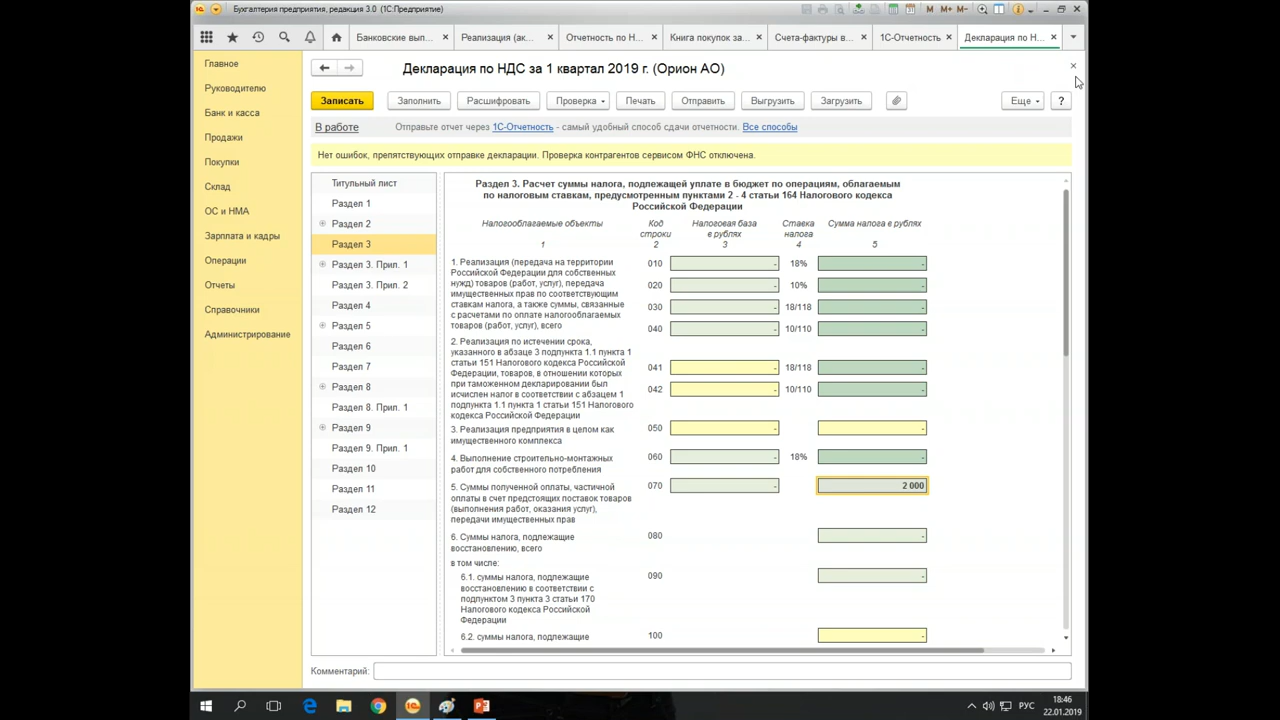 Бухгалтерия предприятия, редакция 3.0 (1С:Предприятие)
M M+ M-
Банковские вып... × Реализация (ак... × Отчетность по Н... × Книга покупок за... × Счета-фактуры в... × 1С-Отчетность × Декларация по Н... ×
Главное
Руководителю
Банк и касса
Продажи
Покупки
Склад
ОС и НМА
Зарплата и кадры
Операции
Отчеты
Справочники
Администрирование
Декларация по НДС за 1 квартал 2019 г. (Орион АО)
Записать Заполнить Расшифровать Проверка Печать Отправить Выгрузить Загрузить Еще ?
В работе Отправьте отчет через 1С-Отчетность - самый удобный способ сдачи отчетности. Все способы
Нет ошибок, препятствующих отправке декларации. Проверка контрагентов сервисом ФНС отключена.
Титульный лист
Раздел 1
Раздел 2
Раздел 3
Раздел 3. Прил. 1
Раздел 3. Прил. 2
Раздел 4
Раздел 5
Раздел 6
Раздел 7
Раздел 8
Раздел 8. Прил. 1
Раздел 9
Раздел 9. Прил. 1
Раздел 10
Раздел 11
Раздел 12
Раздел 3. Расчет суммы налога, подлежащей уплате в бюджет по операциям, облагаемым
по налоговым ставкам, предусмотренным пунктами 2 - 4 статьи 164 Налогового кодекса
Российской Федерации
Налогооблагаемые объекты Код строки Налоговая база в рублях Ставка налога Сумма налога в рублях
1 2 3 4 5
1. Реализация (передача на территории
Российской Федерации для собственных
нужд) товаров (работ, услуг), передача
имущественных прав по соответствующим
ставкам налога, а также суммы, связанные
с расчетами по оплате налогооблагаемых
товаров (работ, услуг), всего
010 - 18% -
020 - 10% -
030 - 18/118 -
040 - 10/110 -
2. Реализация по истечении срока,
указанного в абзаце 3 подпункта 1.1 пункта 1
статьи 151 Налогового кодекса Российской
Федерации, товаров, в отношении которых
при таможенном декларировании был
исчислен налог в соответствии с абзацем 1
подпункта 1.1 пункта 1 статьи 151 Налогового
кодекса Российской Федерации
041 - 18/118 -
042 - 10/110 -
3. Реализация предприятия в целом как
имущественного комплекса
050 - -
4. Выполнение строительно-монтажных
работ для собственного потребления
060 - 18% -
5. Суммы полученной оплаты, частичной
оплаты в счет предстоящих поставок товаров
(выполнения работ, оказания услуг),
передачи имущественных прав
070 - 2 000
6. Суммы налога, подлежащие
восстановлению, всего
080 -
в том числе:
6.1. суммы налога, подлежащие
восстановлению в соответствии с
подпунктом 3 пункта 3 статьи 170
Налогового кодекса Российской
Федерации
090 -
6.2. суммы налога, подлежащие
100 -
Комментарий:
РУС
18:46
22.01.2019